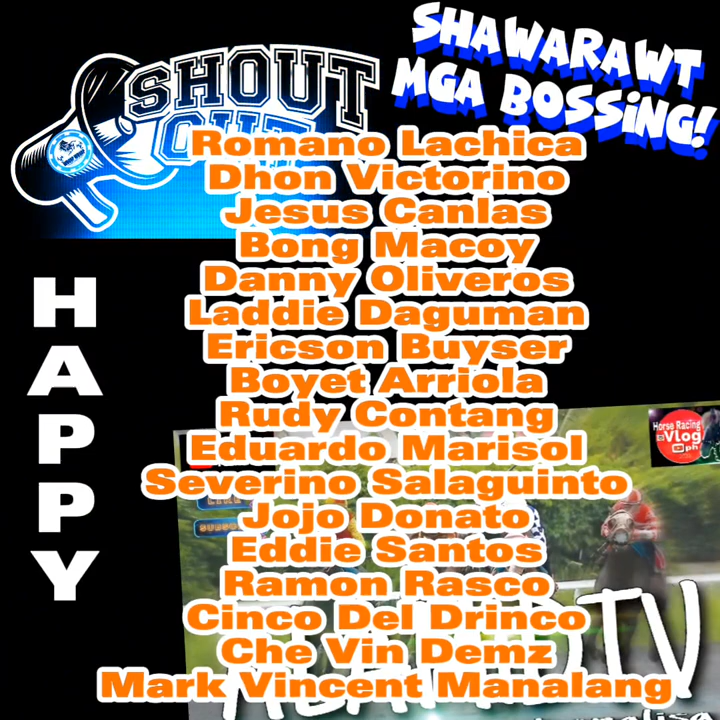 SHAWARAWT
MGA BOSSiNG!
SHOUT
OUT
Romano Lachica
Dhon Victorino
Jesus Canlas
Bong Macoy
Danny Oliveros
Laddie Daguman
Ericson Buyser
Boyet Arriola
Rudy Contang
Eduardo Marisol
Severino Salaguinto
Jojo Donato
Eddie Santos
Ramon Rasco
Cinco Del Drinco
Che Vin Demz
Mark Vincent Manalang
HAPPY
Horse Racing
Vlog
ph